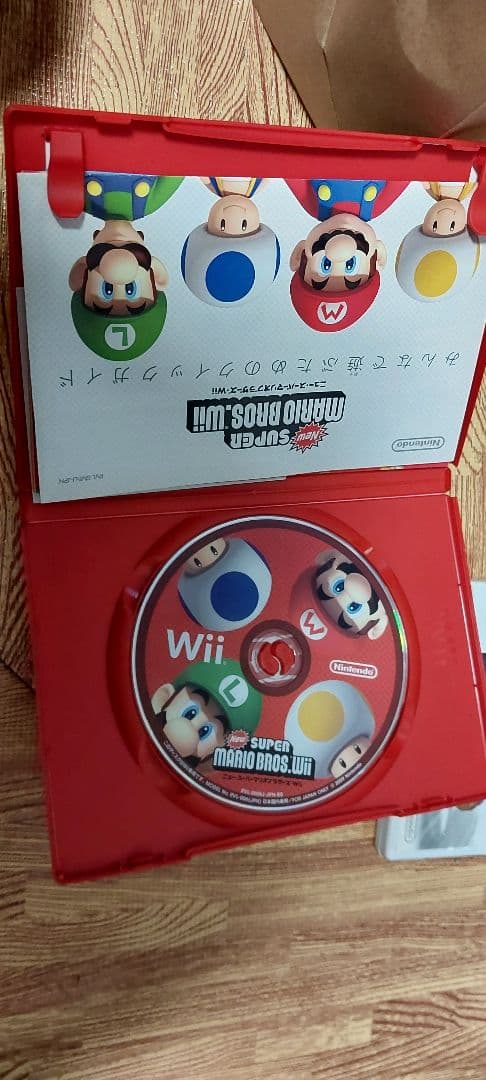 L
M
みんなで遊ぶためのクイックガイド
ニュー・スーパーマリオブラザーズ・Wii
New
SUPER
MARIO BROS.Wii
Nintendo
M
Wii
L
Nintendo
New
SUPER
MARIO BROS.Wii
ニュー・スーパーマリオブラザーズ・Wii
FOR JAPAN ONLY